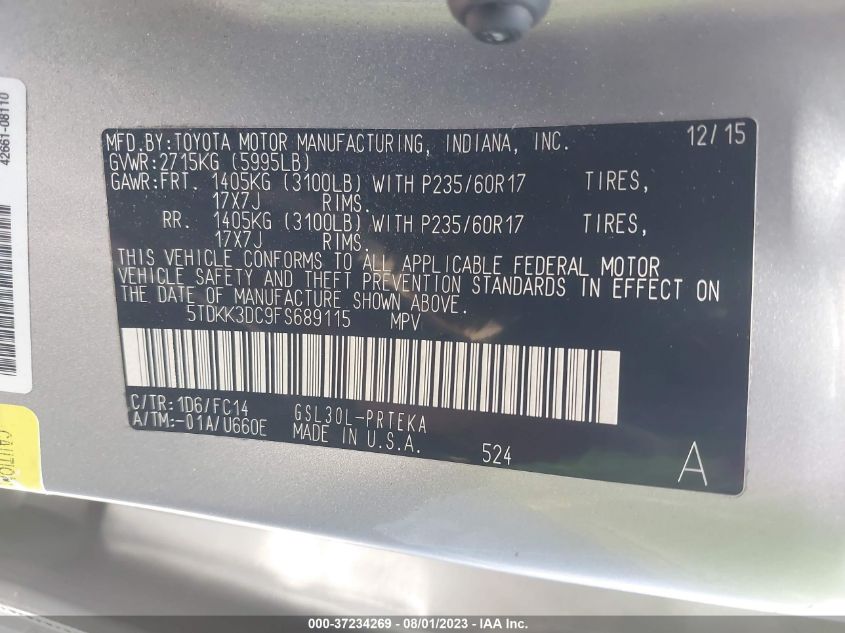 42661-08110
MFD.BY:TOYOTA MOTOR MANUFACTURING, INDIANA, INC. 12/15
GVWR:2715KG (5995LB)
GAWR:FRT. 1405KG (3100LB) WITH P235/60R17 TIRES,
17X7J RIMS.
RR. 1405KG (3100LB) WITH P235/60R17 TIRES,
17X7J RIMS.
THIS VEHICLE CONFORMS TO ALL APPLICABLE FEDERAL MOTOR
VEHICLE SAFETY AND THEFT PREVENTION STANDARDS IN EFFECT ON
THE DATE OF MANUFACTURE SHOWN ABOVE.
5TDKK3DC9FS689115 MPV
C/TR:1D6/FC14 GSL30L-PRTEKA
A/TM:-01A/U660E MADE IN U.S.A. 524 A
CAUTION
000-37234269 @ 08/01/2023 @ IAAI.COM